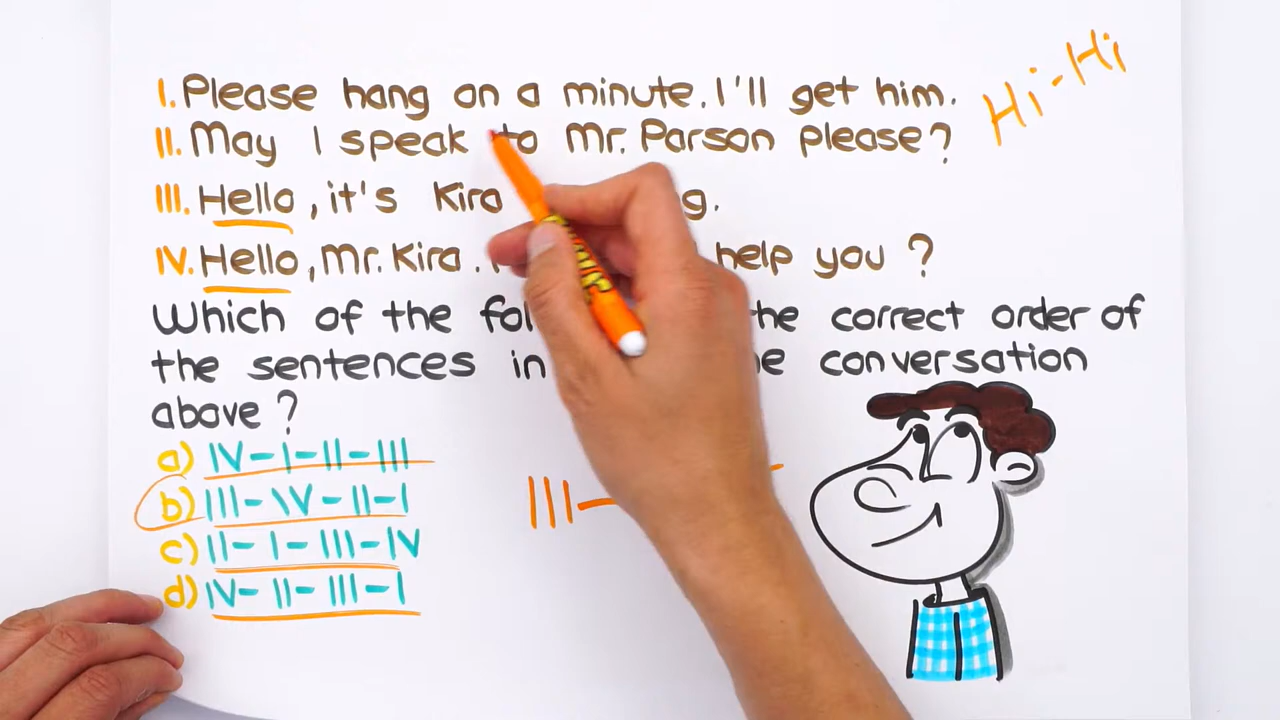 I. Please hang on a minute. I'll get him.
II. May I speak to Mr. Parson please?
III. Hello, it's Kira g.
IV. Hello, Mr. Kira. help you?
Which of the the correct order of
the sentences in conversation
above?
a) IV - I - II - III
b) III - IV - II - I
c) II - I - III - IV
d) IV - II - III - I
III -
Hi - Hi